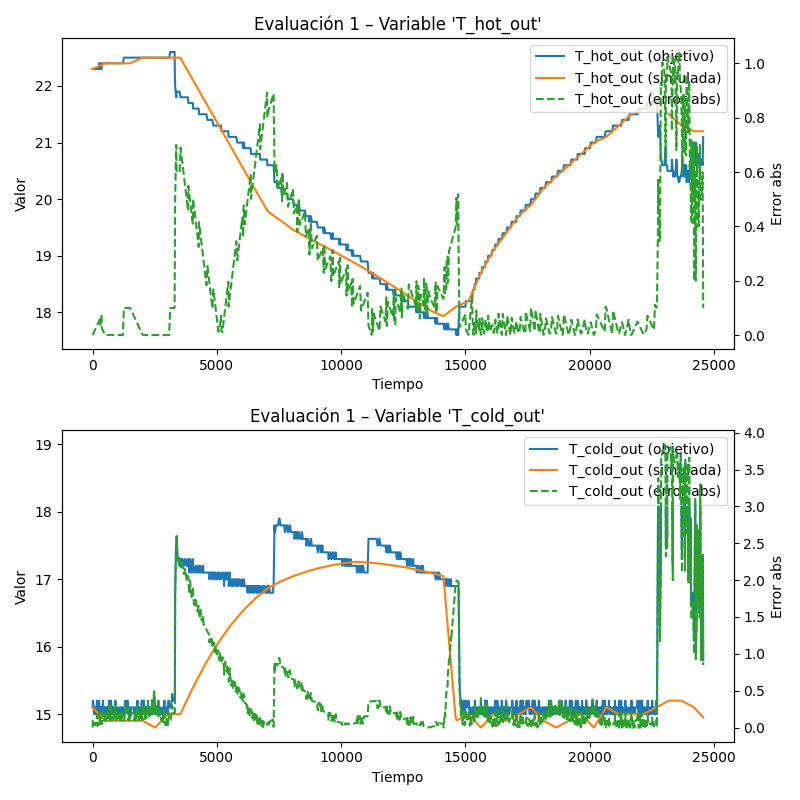 Evaluación 1 – Variable 'T_hot_out'
T_hot_out (objetivo)
T_hot_out (simulada)
T_hot_out (error abs)
Valor
22
21
20
19
18
1.0
0.8
0.6
0.4
0.2
0.0
Error abs
0 5000 10000 15000 20000 25000
Tiempo
Evaluación 1 – Variable 'T_cold_out'
T_cold_out (objetivo)
T_cold_out (simulada)
T_cold_out (error abs)
Valor
19
18
17
16
15
4.0
3.5
3.0
2.5
2.0
1.5
1.0
0.5
0.0
Error abs
0 5000 10000 15000 20000 25000
Tiempo